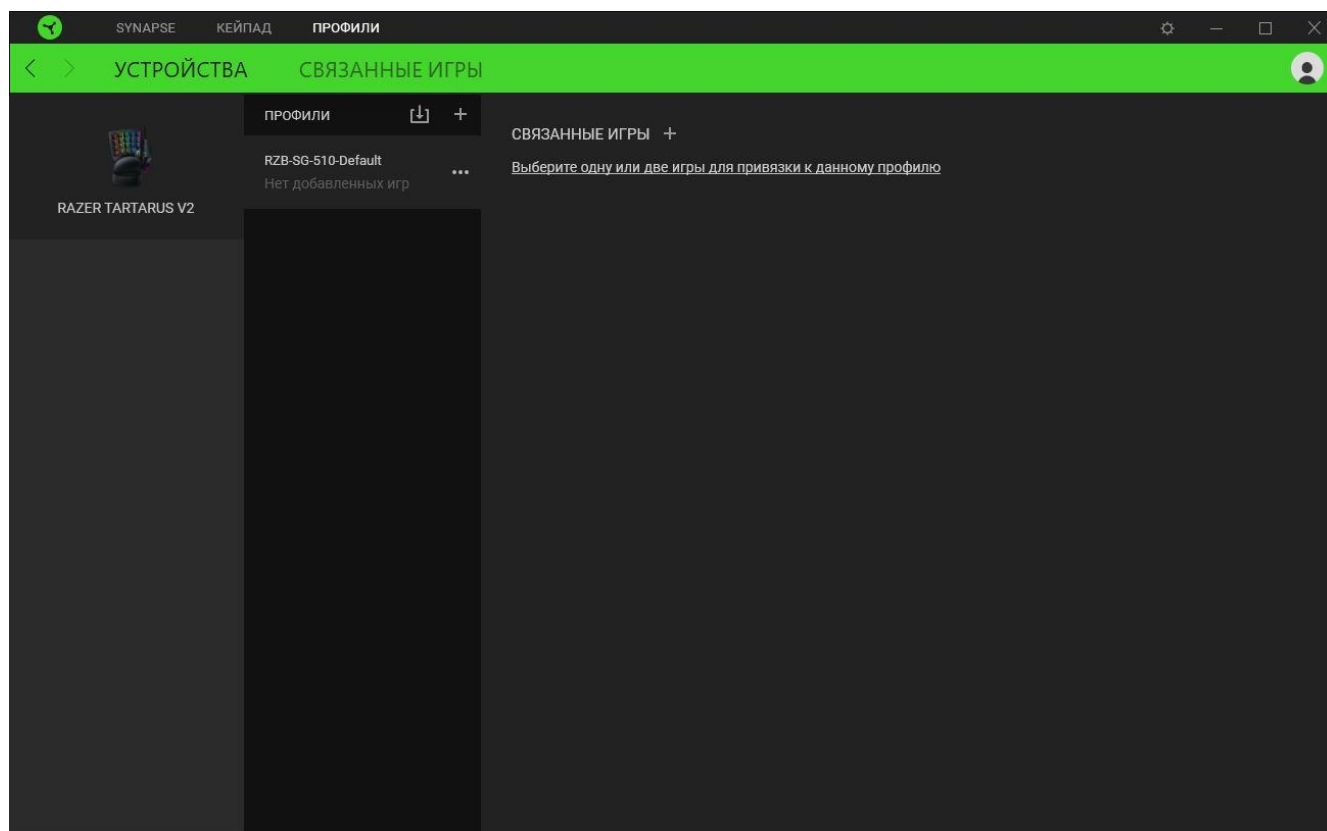 SYNAPSE КЕЙПАД ПРОФИЛИ
УСТРОЙСТВА СВЯЗАННЫЕ ИГРЫ
RAZER TARTARUS V2
ПРОФИЛИ
RZB-SG-510-Default
Нет добавленных игр
СВЯЗАННЫЕ ИГРЫ
Выберите одну или две игры для привязки к данному профилю